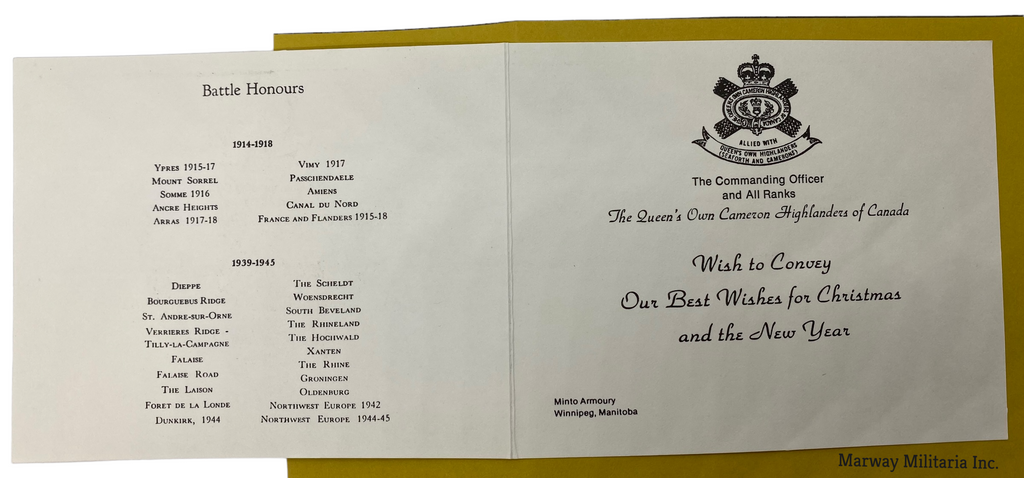 Battle Honours
1914-1918
Ypres 1915-17
Mount Sorrel
Somme 1916
Ancre Heights
Arras 1917-18
Vimy 1917
Passchendaele
Amiens
Canal du Nord
France and Flanders 1915-18
1939-1945
Dieppe
Bourguebus Ridge
St. Andre-sur-Orne
Verrieres Ridge -
Tilly-la-Campagne
Falaise
Falaise Road
The Laison
Foret de la Londe
Dunkirk, 1944
The Scheldt
Woensdrecht
South Beveland
The Rhineland
The Hochwald
Xanten
The Rhine
Groningen
Oldenburg
Northwest Europe 1942
Northwest Europe 1944-45
ALLIED WITH
QUEEN'S OWN HIGHLANDERS
(SEAFORTH AND CAMERONS)
The Commanding Officer
and All Ranks
The Queen's Own Cameron Highlanders of Canada
Wish to Convey
Our Best Wishes for Christmas
and the New Year
Minto Armoury
Winnipeg, Manitoba
Marway Militaria Inc.